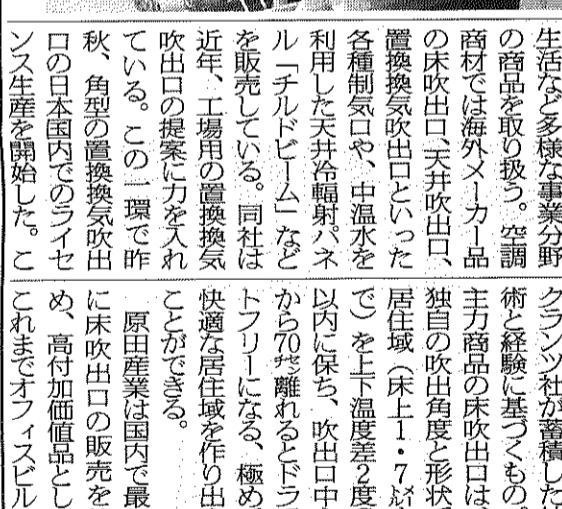 生活など多様な事業分野
の商品を取り扱う。空調
商材では海外メーカー品
の床吹出口、天井吹出口、
置換換気吹出口といった
各種制気口や、中温水を
利用した天井冷輻射パネ
ル「チルドビーム」など
を販売している。同社は
近年、工場用の置換換気
吹出口の提案に力を入れ
ている。この一環で昨
秋、角型の置換換気吹出
口の日本国内でのライセ
ンス生産を開始した。こ
クランツ社が蓄積した
術と経験に基づくもの。
主力商品の床吹出口は、
独自の吹出角度と形状で
居住域（床上1・7㍍
で）を上下温度差2度
以内に保ち、吹出口中
から70㌢離れるとドラ
トフリーになる、極め
快適な居住域を作り出
ことができる。
原田産業は国内で最
に床吹出口の販売を
め、高付加価値品とし
これまでオフィスビル